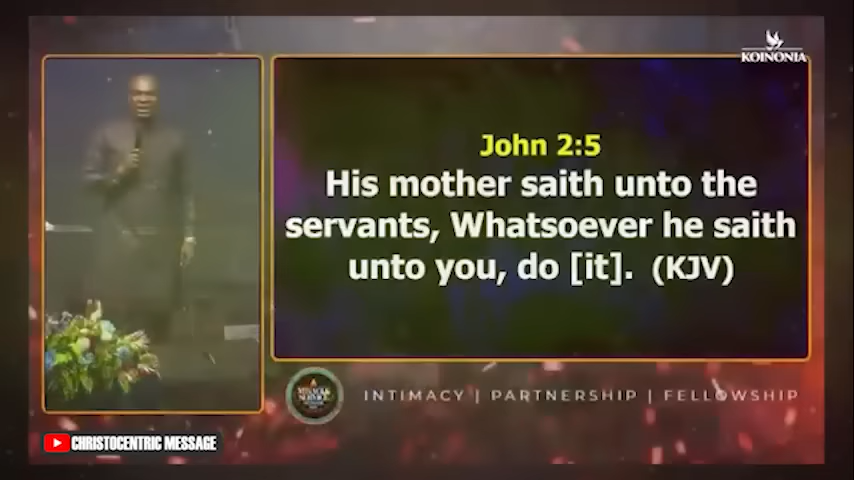 KOINONIA
John 2:5
His mother saith unto the
servants, Whatsoever he saith
unto you, do [it]. (KJV)
INTIMACY | PARTNERSHIP | FELLOWSHIP
CHRISTOCENTRIC MESSAGE